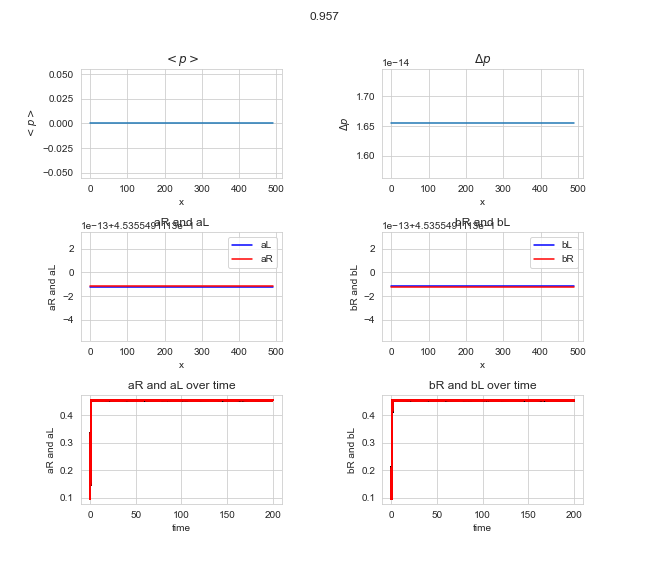 0.957
< p >
0.050
0.025
0.000
−0.025
−0.050
< p >
0 100 200 300 400 500
x
Δp
1e−14
1.70
1.65
1.60
Δp
0 100 200 300 400 500
x
aR and aL
1e−13+4.5355491113e−1
2
0
−2
−4
aR and aL
aL
aR
0 100 200 300 400 500
x
bR and bL
1e−13+4.5355491113e−1
2
0
−2
−4
bR and bL
bL
bR
0 100 200 300 400 500
x
aR and aL over time
0.4
0.3
0.2
0.1
aR and aL
0 50 100 150 200
time
bR and bL over time
0.4
0.3
0.2
0.1
bR and bL
0 50 100 150 200
time